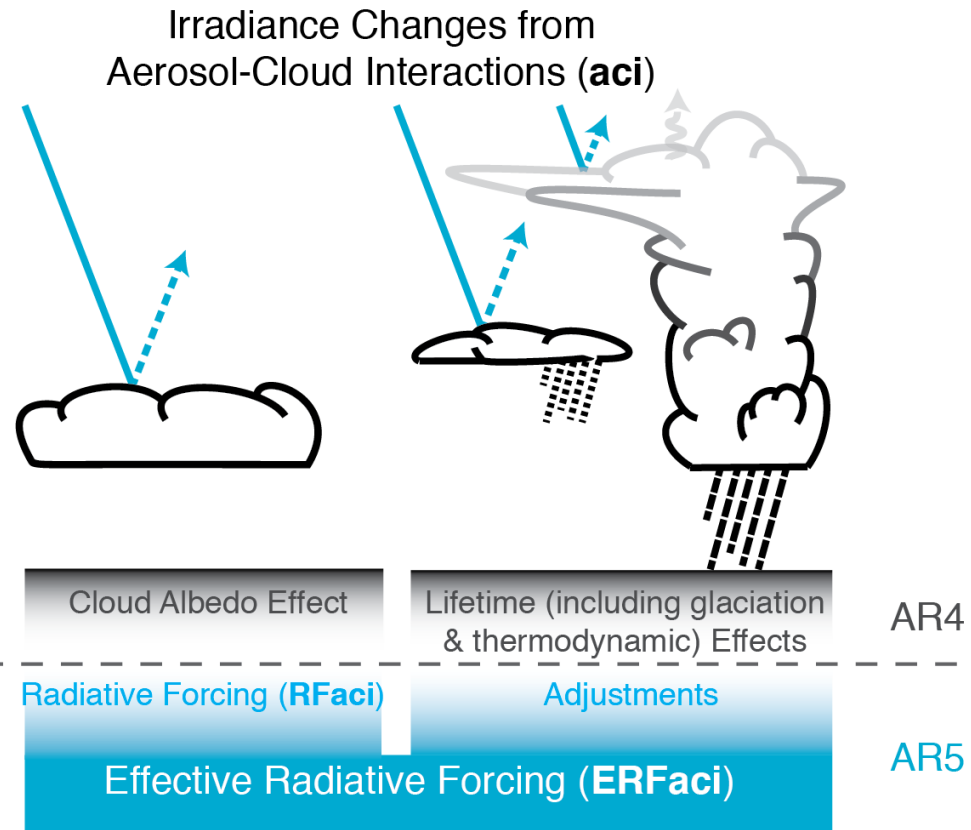 Irradiance Changes from
Aerosol-Cloud Interactions (aci)
Cloud Albedo Effect
Lifetime (including glaciation
& thermodynamic) Effects
AR4
Radiative Forcing (RFaci)
Adjustments
AR5
Effective Radiative Forcing (ERFaci)